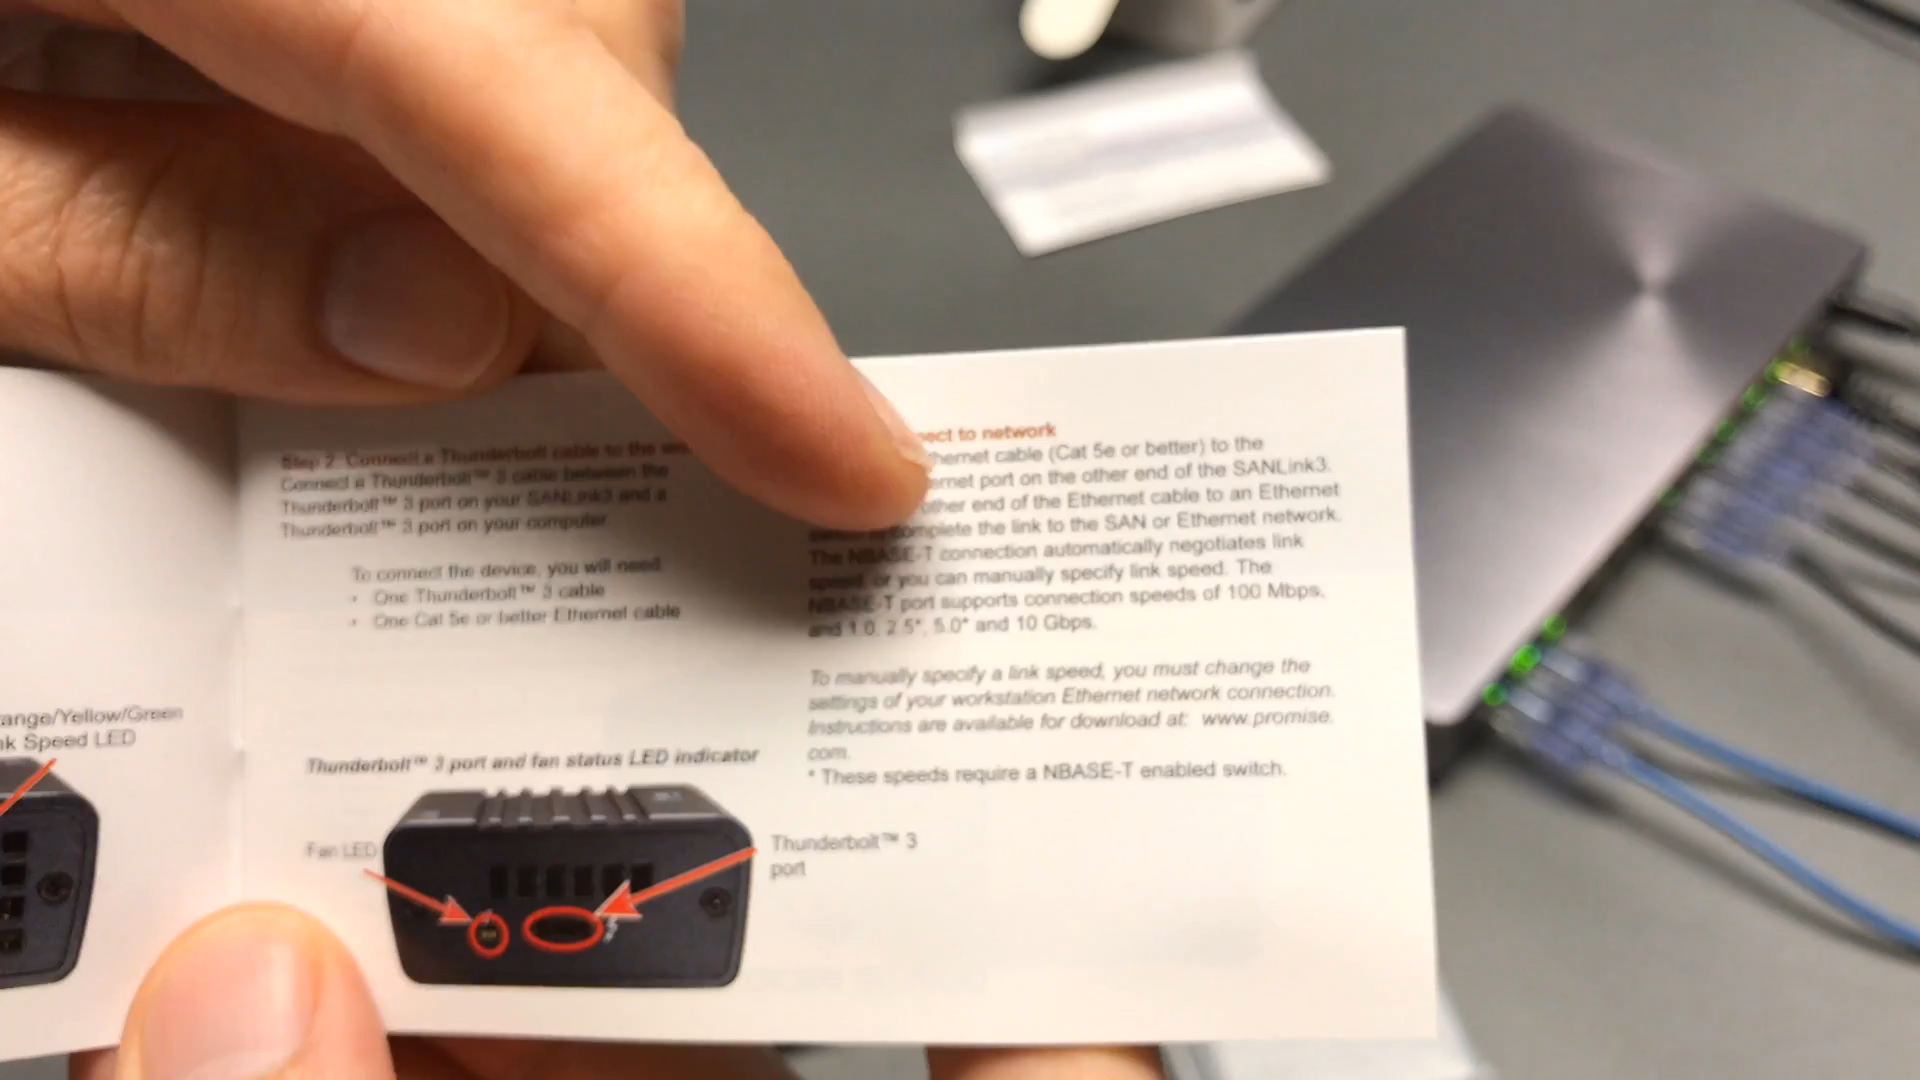 ange/Yellow/Green
k Speed LED
Step 2: Connect a Thunderbolt cable to the
Connect a Thunderbolt™ 3 cable between the
Thunderbolt™ 3 port on your SANLink3 and a
Thunderbolt™ 3 port on your computer
To connect the device, you will need
• One Thunderbolt™ 3 cable
• One Cat 5e or better Ethernet cable
Thunderbolt™ 3 port and fan status LED indicator
Fan LED
Thunderbolt™ 3
port
ect to network
hernet cable (Cat 5e or better) to the
ernet port on the other end of the SANLink3.
other end of the Ethernet cable to an Ethernet
complete the link to the SAN or Ethernet network.
The NBASE-T connection automatically negotiates link
speed, or you can manually specify link speed. The
NBASE-T port supports connection speeds of 100 Mbps,
and 1.0, 2.5*, 5.0* and 10 Gbps.
To manually specify a link speed, you must change the
settings of your workstation Ethernet network connection.
Instructions are available for download at: www.promise.
com.
* These speeds require a NBASE-T enabled switch.